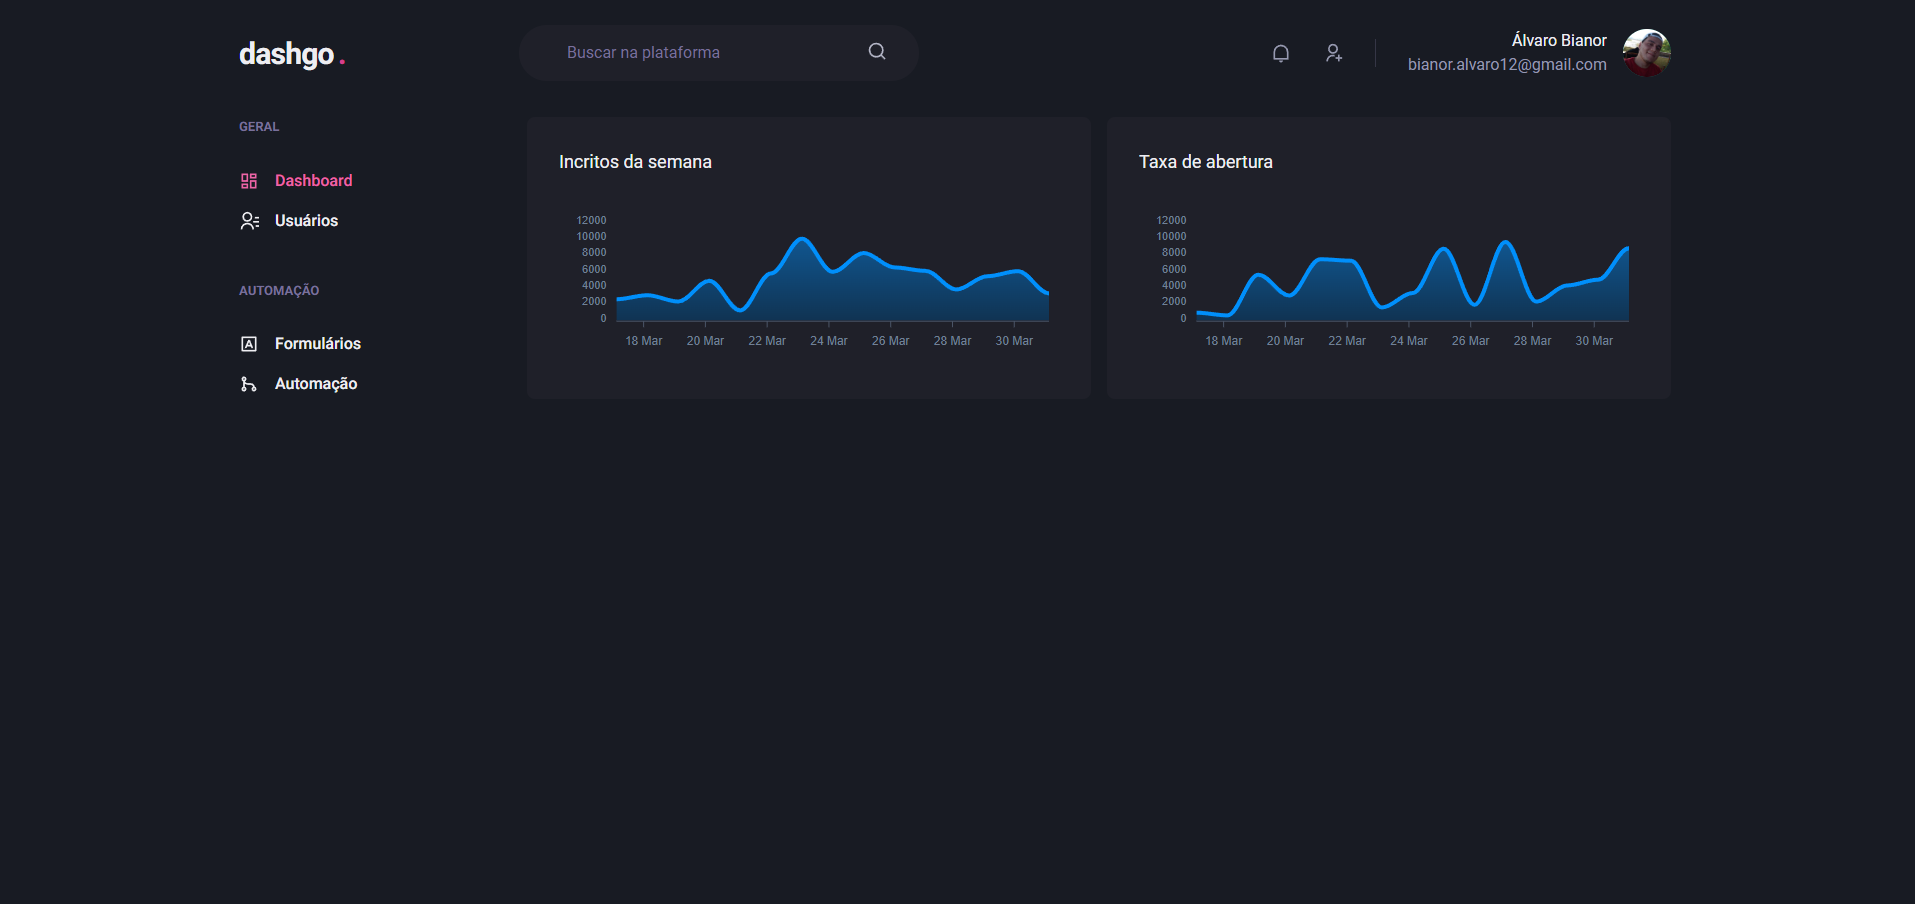 dashgo .
Buscar na plataforma
Álvaro Bianor
bianor.alvaro12@gmail.com
GERAL
Dashboard
Usuários
AUTOMAÇÃO
Formulários
Automação
Incritos da semana
12000
10000
8000
6000
4000
2000
0
18 Mar 20 Mar 22 Mar 24 Mar 26 Mar 28 Mar 30 Mar
Taxa de abertura
12000
10000
8000
6000
4000
2000
0
18 Mar 20 Mar 22 Mar 24 Mar 26 Mar 28 Mar 30 Mar